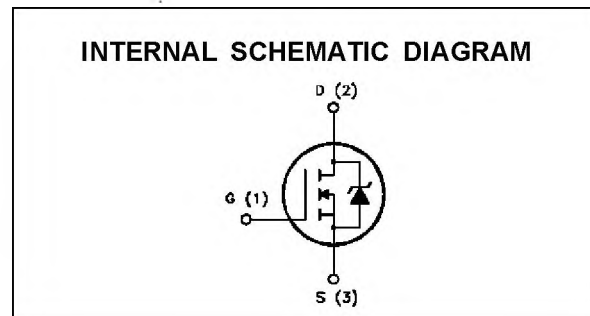 INTERNAL SCHEMATIC DIAGRAM
D (2)
G (1)
S (3)